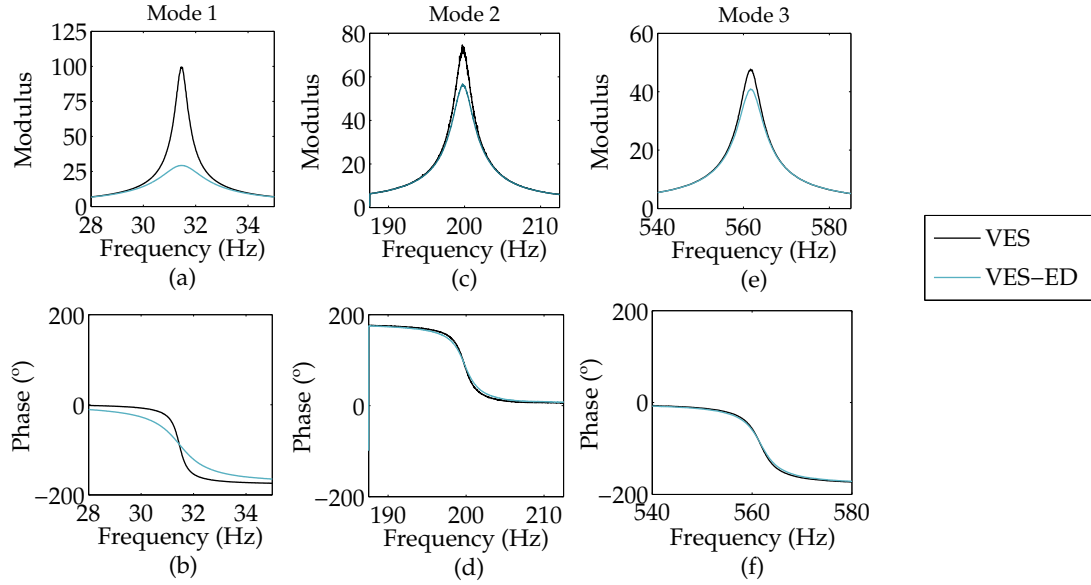 Mode 1
125
100
75
50
25
0
Modulus
28 30 32 34
Frequency (Hz)
(a)
Mode 2
80
60
40
20
0
Modulus
190 200 210
Frequency (Hz)
(c)
Mode 3
60
40
20
0
Modulus
540 560 580
Frequency (Hz)
(e)
VES
VES−ED
200
0
−200
Phase (º)
28 30 32 34
Frequency (Hz)
(b)
200
0
−200
Phase (º)
190 200 210
Frequency (Hz)
(d)
200
0
−200
Phase (º)
540 560 580
Frequency (Hz)
(f)